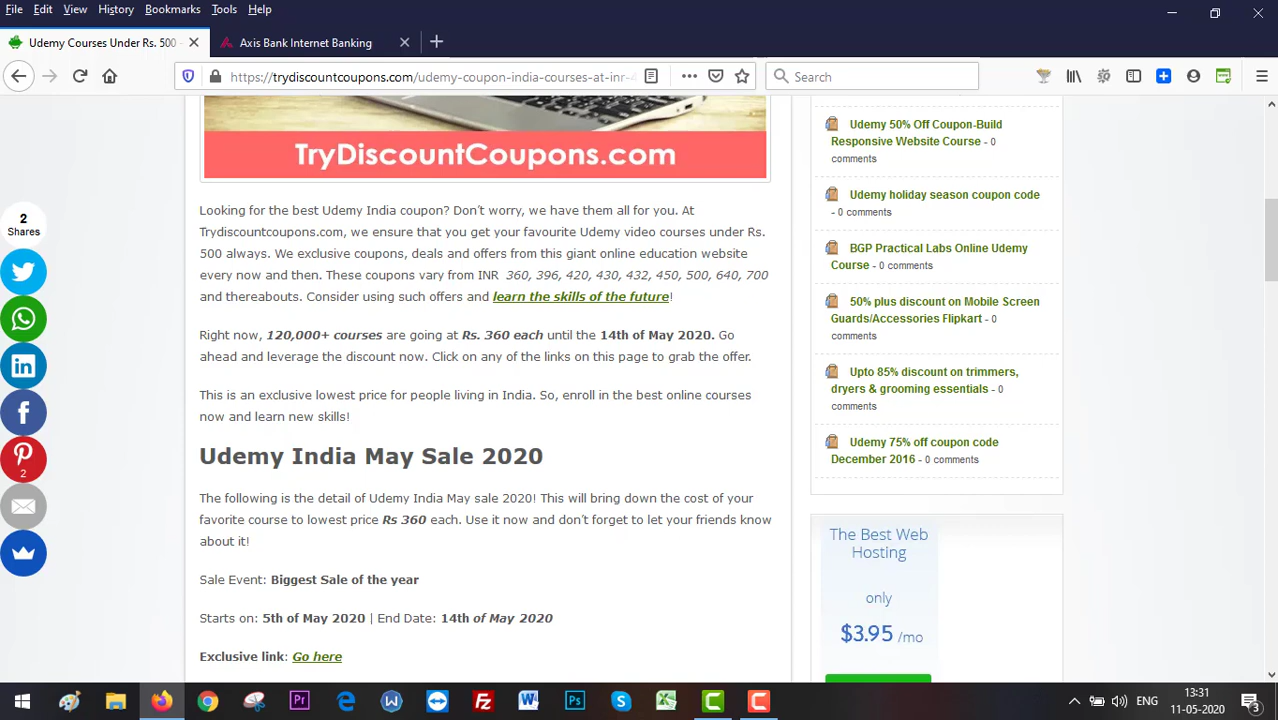 File Edit View History Bookmarks Tools Help
Udemy Courses Under Rs. 500 - Axis Bank Internet Banking
https://trydiscountcoupons.com/udemy-coupon-india-courses-at-inr- Search
TryDiscountCoupons.com
Looking for the best Udemy India coupon? Don't worry, we have them all for you. At
Trydiscountcoupons.com, we ensure that you get your favourite Udemy video courses under Rs.
500 always. We exclusive coupons, deals and offers from this giant online education website
every now and then. These coupons vary from INR 360, 396, 420, 430, 432, 450, 500, 640, 700
and thereabouts. Consider using such offers and learn the skills of the future!
Right now, 120,000+ courses are going at Rs. 360 each until the 14th of May 2020. Go
ahead and leverage the discount now. Click on any of the links on this page to grab the offer.
This is an exclusive lowest price for people living in India. So, enroll in the best online courses
now and learn new skills!
Udemy India May Sale 2020
The following is the detail of Udemy India May sale 2020! This will bring down the cost of your
favorite course to lowest price Rs 360 each. Use it now and don't forget to let your friends know
about it!
Sale Event: Biggest Sale of the year
Starts on: 5th of May 2020 | End Date: 14th of May 2020
Exclusive link: Go here
2
Shares
2
Udemy 50% Off Coupon-Build
Responsive Website Course - 0
comments
Udemy holiday season coupon code
- 0 comments
BGP Practical Labs Online Udemy
Course - 0 comments
50% plus discount on Mobile Screen
Guards/Accessories Flipkart - 0
comments
Upto 85% discount on trimmers,
dryers & grooming essentials - 0
comments
Udemy 75% off coupon code
December 2016 - 0 comments
The Best Web
Hosting
only
$3.95 /mo
ENG 13:31
11-05-2020
3